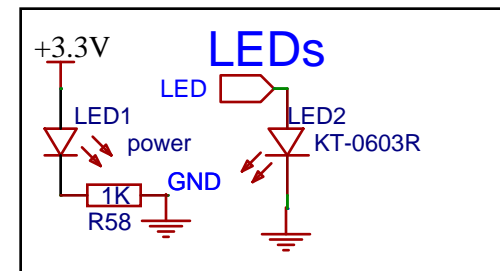 LEDs
+3.3V
LED
LED1
power
LED2
KT-0603R
GND
1K
R58